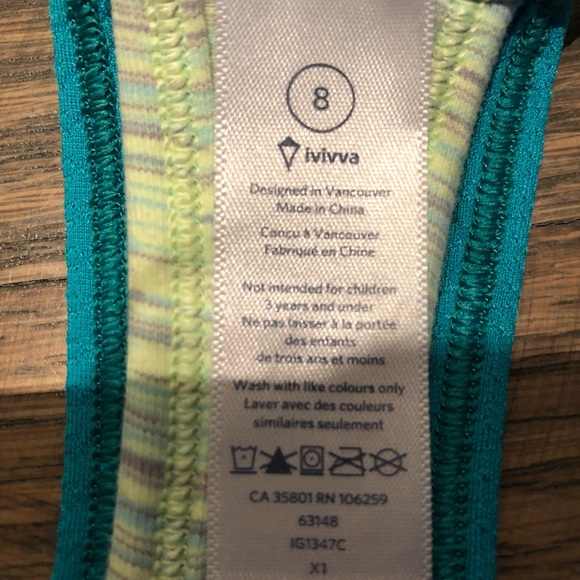 8
ivivva
Designed in Vancouver
Made in China
Conçu à Vancouver
Fabriqué en Chine
Not intended for children
3 years and under
Ne pas laisser à la portée
des enfants
de trois ans et moins
Wash with like colours only
Laver avec des couleurs
similaires seulement
CA 35801 RN 106259
63148
IG1347C
X1